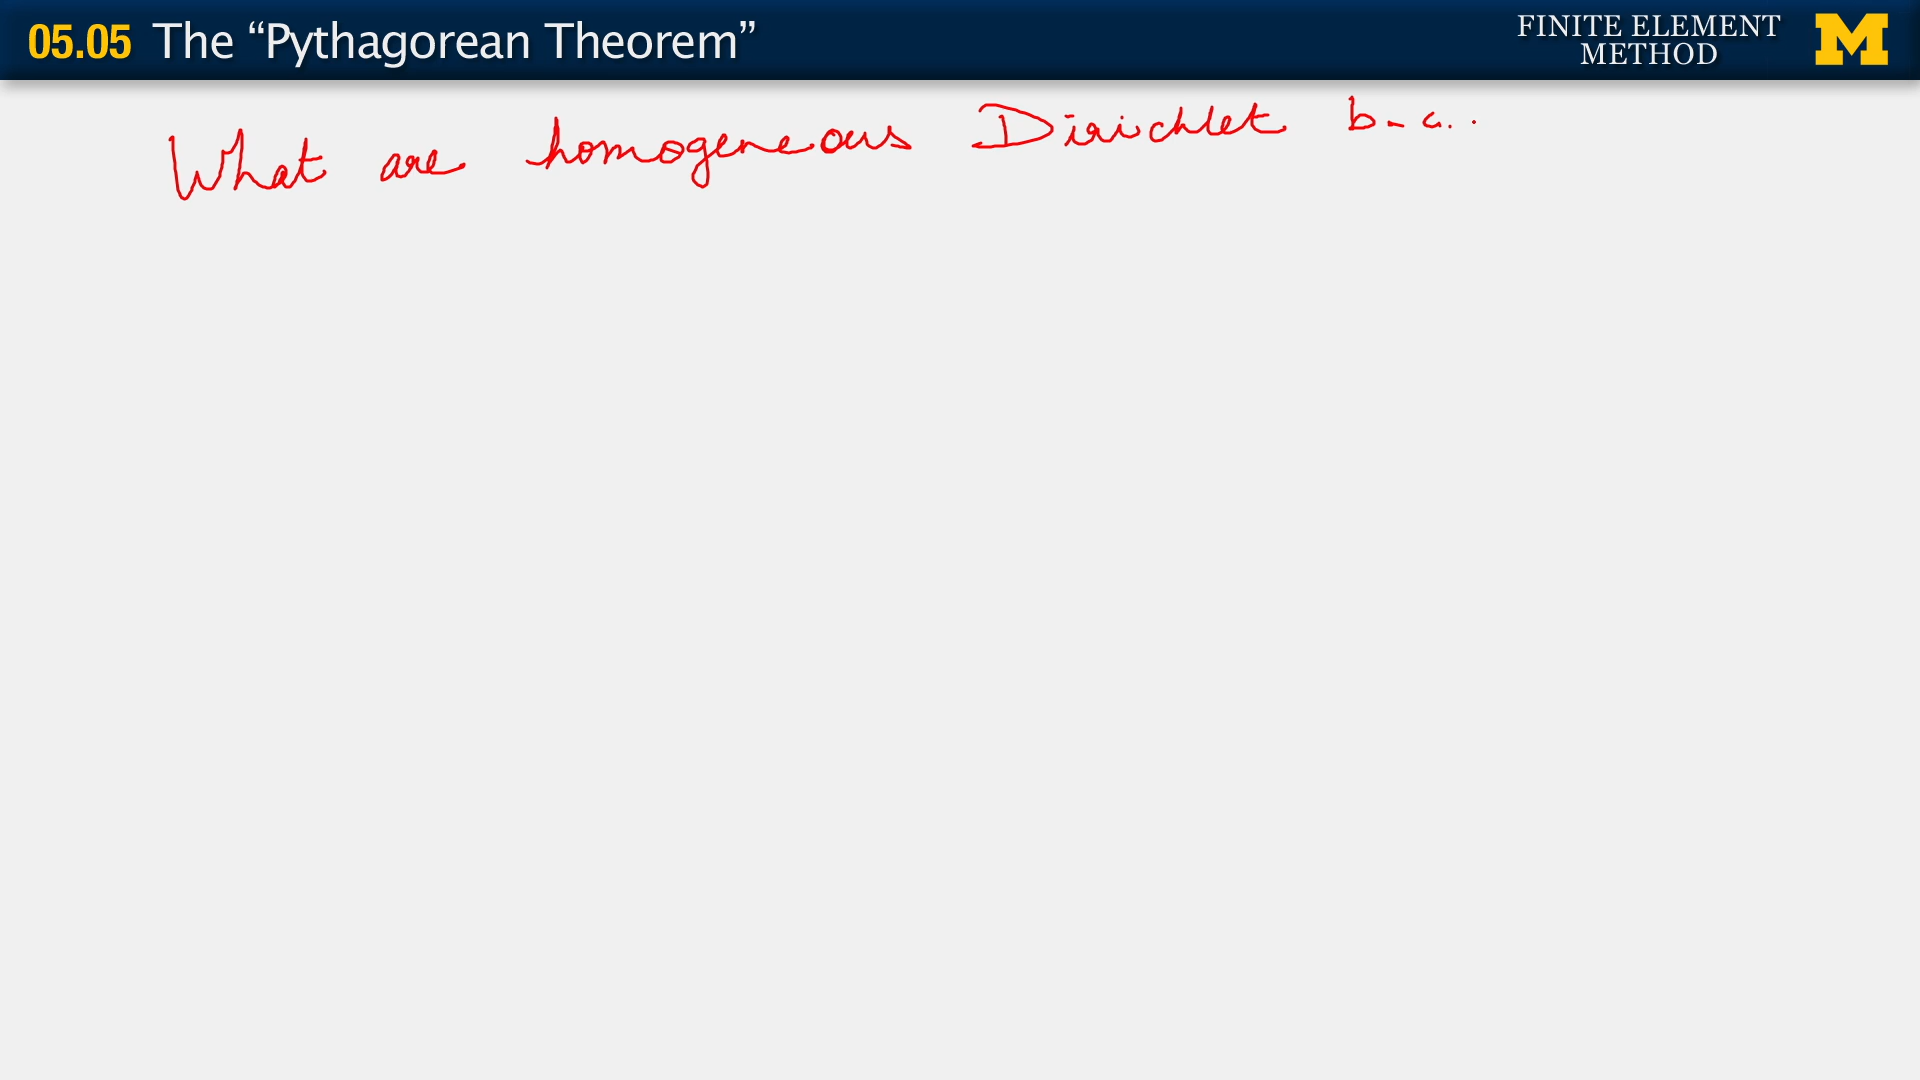 05.05 The “Pythagorean Theorem”
FINITE ELEMENT
METHOD
M
What are homogeneous Dirichlet b.c..